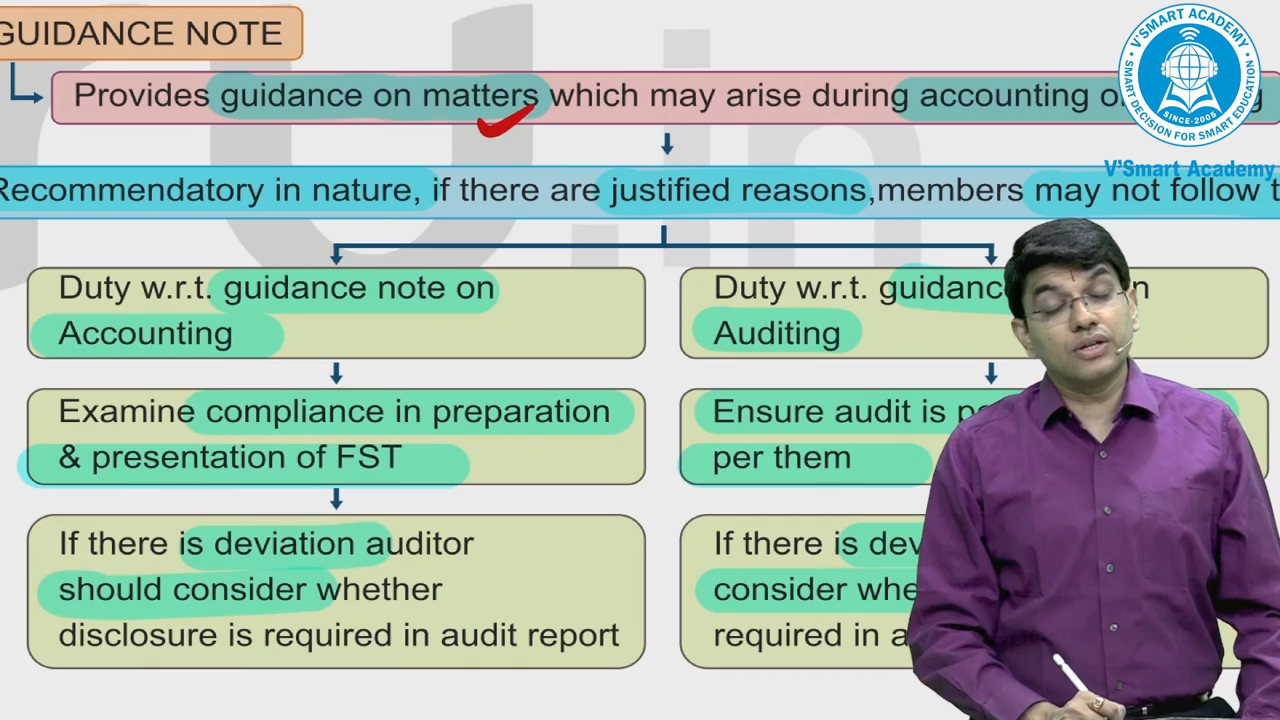 GUIDANCE NOTE
Provides guidance on matters which may arise during accounting
Recommendatory in nature, if there are justified reasons,members may not follow
Duty w.r.t. guidance note on
Accounting
Duty w.r.t.
Auditing
Examine compliance in preparation
& presentation of FST
Ensure audit is
per them
If there is deviation auditor
should consider whether
disclosure is required in audit report
If there is
consider
required in
V'SMART ACADEMY
SMART DECISION FOR SMART EDUCATION
SINCE-2005
V'Smart Academy